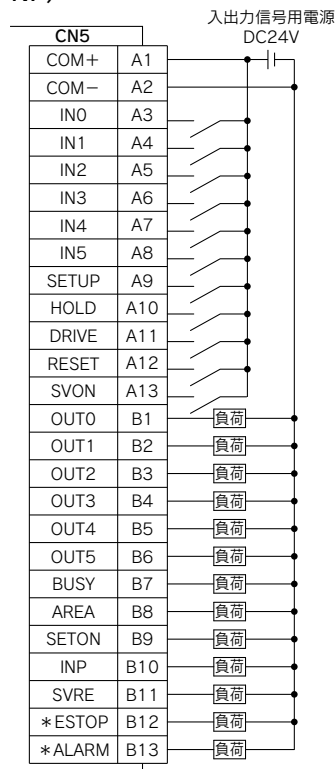 入出力信号用電源
DC24V
CN5
COM+ A1
COM− A2
IN0 A3
IN1 A4
IN2 A5
IN3 A6
IN4 A7
IN5 A8
SETUP A9
HOLD A10
DRIVE A11
RESET A12
SVON A13
OUT0 B1 負荷
OUT1 B2 負荷
OUT2 B3 負荷
OUT3 B4 負荷
OUT4 B5 負荷
OUT5 B6 負荷
BUSY B7 負荷
AREA B8 負荷
SETON B9 負荷
INP B10 負荷
SVRE B11 負荷
*ESTOP B12 負荷
*ALARM B13 負荷